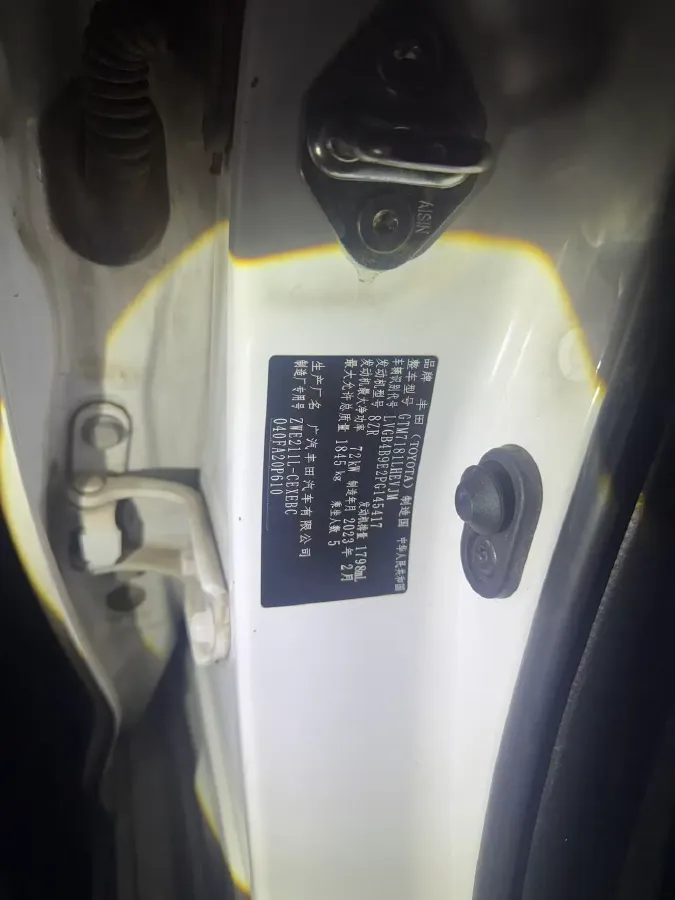 AISIN
品牌 丰田 (TOYOTA) 制造国 中华人民共和国
整车型号 GTM7181LHEVJM
车辆识别代号 LVGB4B9E2PG145417
发动机型号 8ZR 发动机排量 1798mL
发动机最大净功率 72kW 制造年月 2023年 2月
最大允许总质量 1845kg 乘坐人数 5
生产厂名 广汽丰田汽车有限公司
制造厂专用号 ZWE211L-CEXEBC
040FA20P610